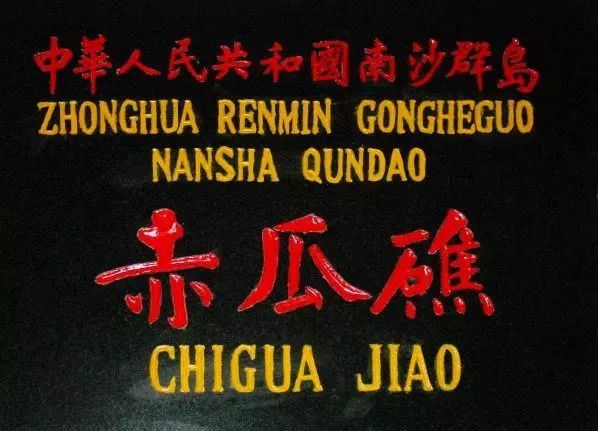 中華人民共和國南沙群島
ZHONGHUA RENMIN GONGHEGUO
NANSHA QUNDAO
赤瓜礁
CHIGUA JIAO